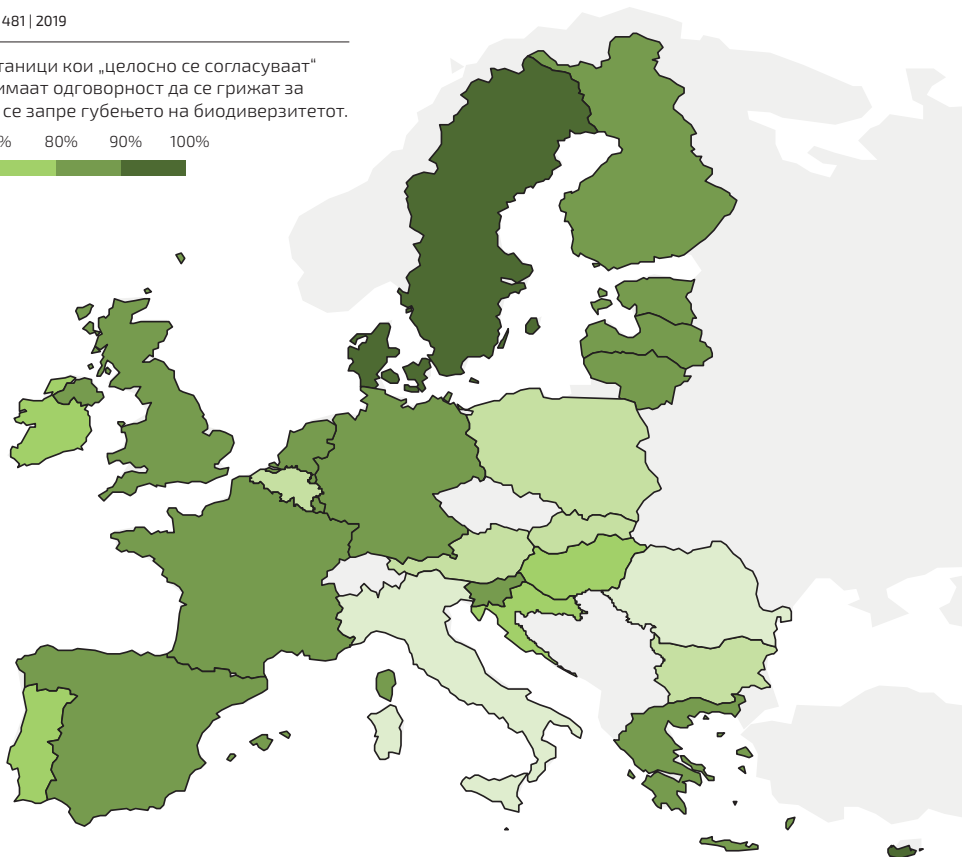 481 | 2019
таници кои „целосно се согласуваат“
имаат одговорност да се грижат за
се запре губењето на биодиверзитетот.
% 80% 90% 100%